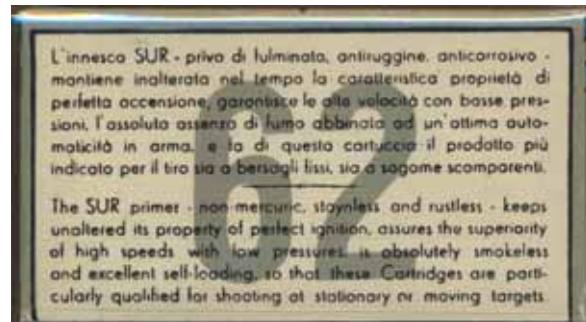 L'innesco SUR - privo di fulminato, antiruggine, anticorrosivo -
mantiene inalterata nel tempo la caratteristica proprietà di
perfetta accensione, garantisce le alte velocità con basse pres-
sioni, l'assoluta assenza di fumo abbinata ad un'ottima auto-
maticità in arma, e fa di questa cartuccia il prodotto più
indicato per il tiro sia a bersagli fissi, sia a sagome scomparenti.
62
The SUR primer - non-mercuric, staynless and rustless - keeps
unaltered its property of perfect ignition, assures the superiority
of high speeds with low pressures, is absolutely smokeless
and excellent self-loading, so that these Cartridges are parti-
cularly qualified for shooting at stationary or moving targets.